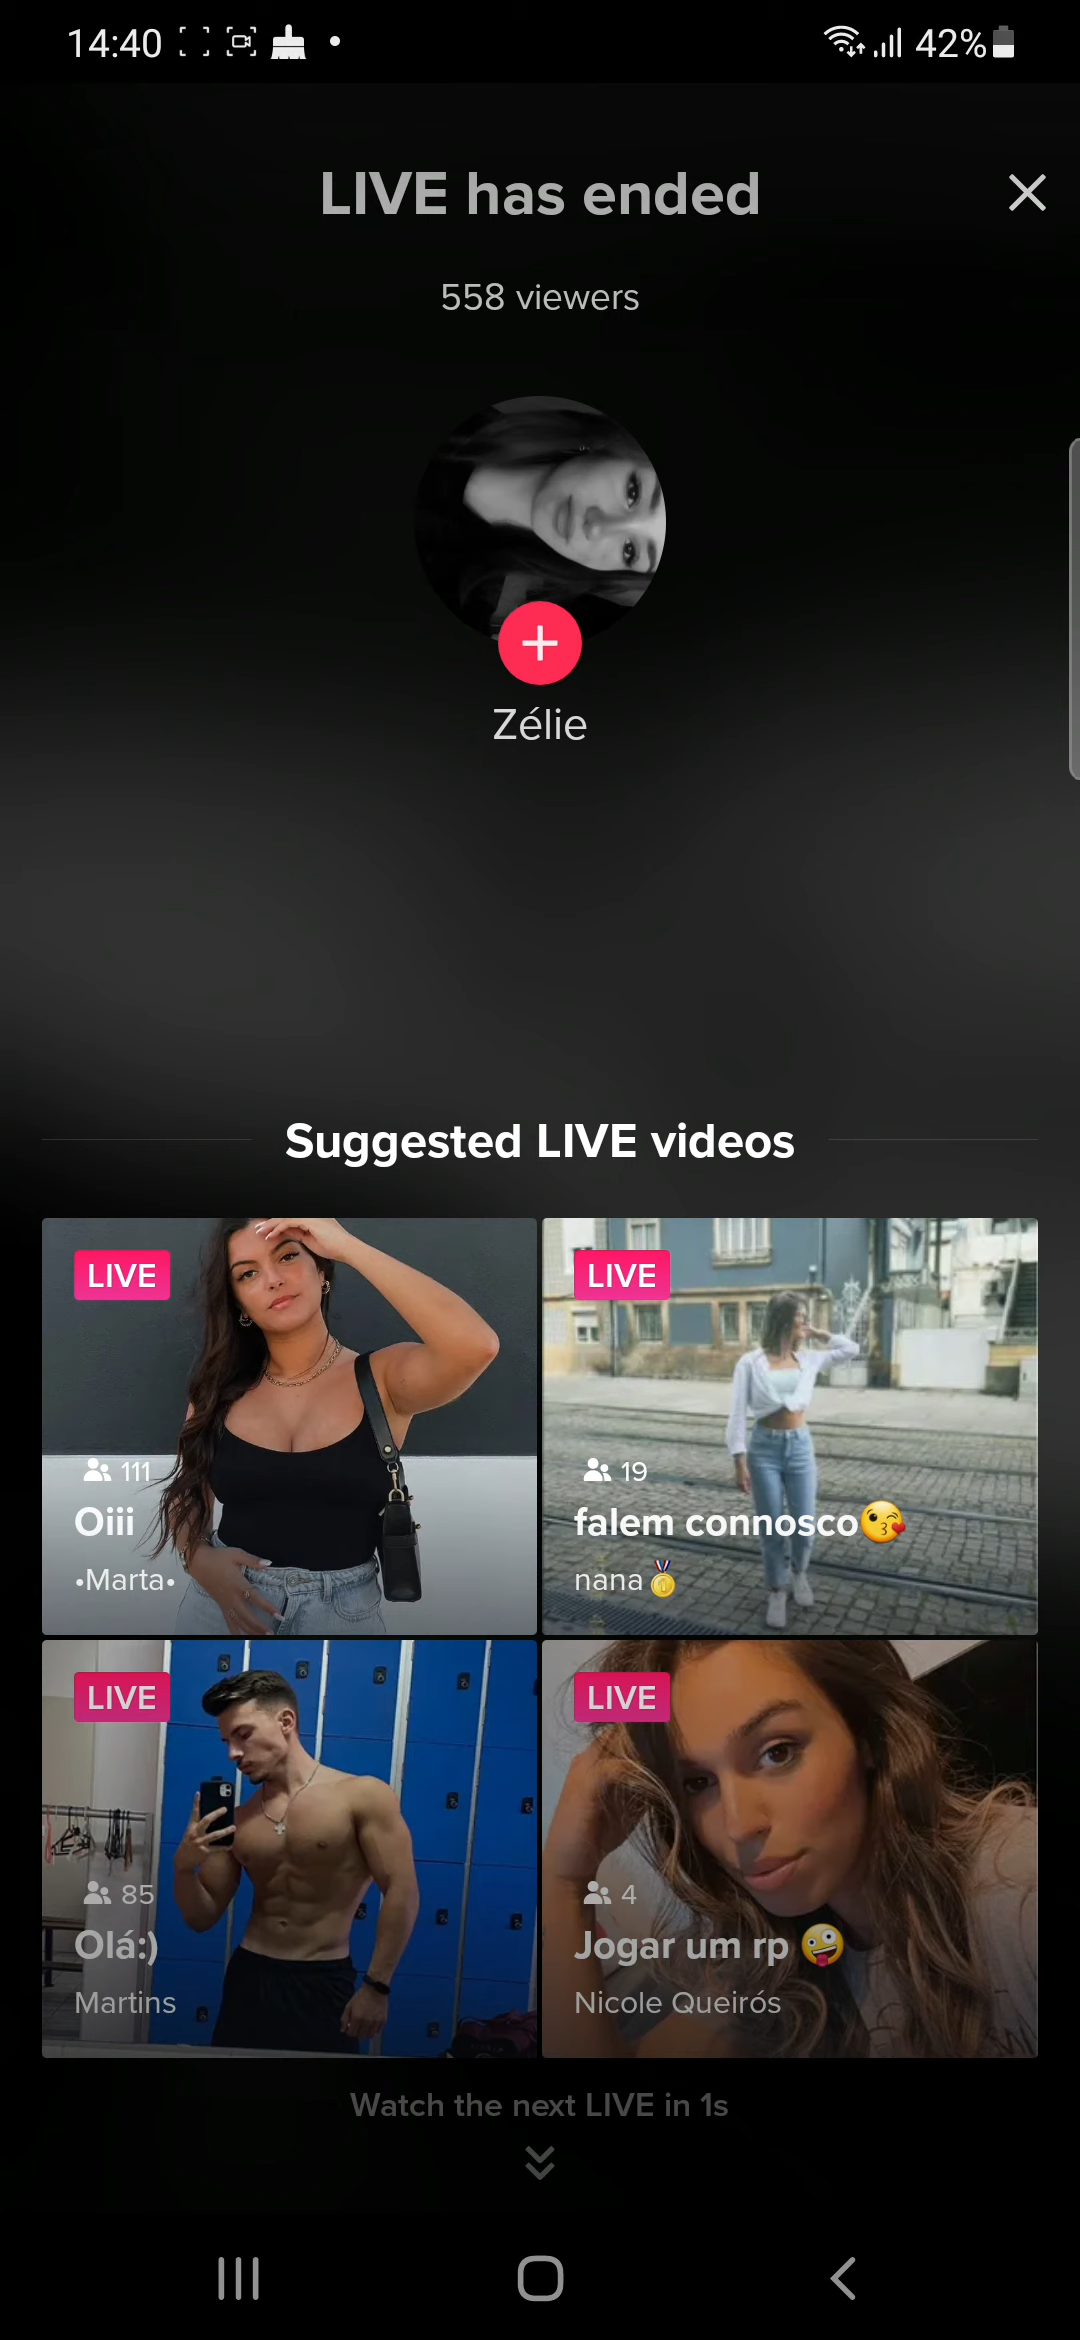 14:40
42%
LIVE has ended
558 viewers
Zélie
Suggested LIVE videos
LIVE
111
Oiii
•Marta•
LIVE
19
falem connosco😘
nana🏅
LIVE
85
Olá:)
Martins
LIVE
4
Jogar um rp 🤪
Nicole Queirós
Watch the next LIVE in 1s